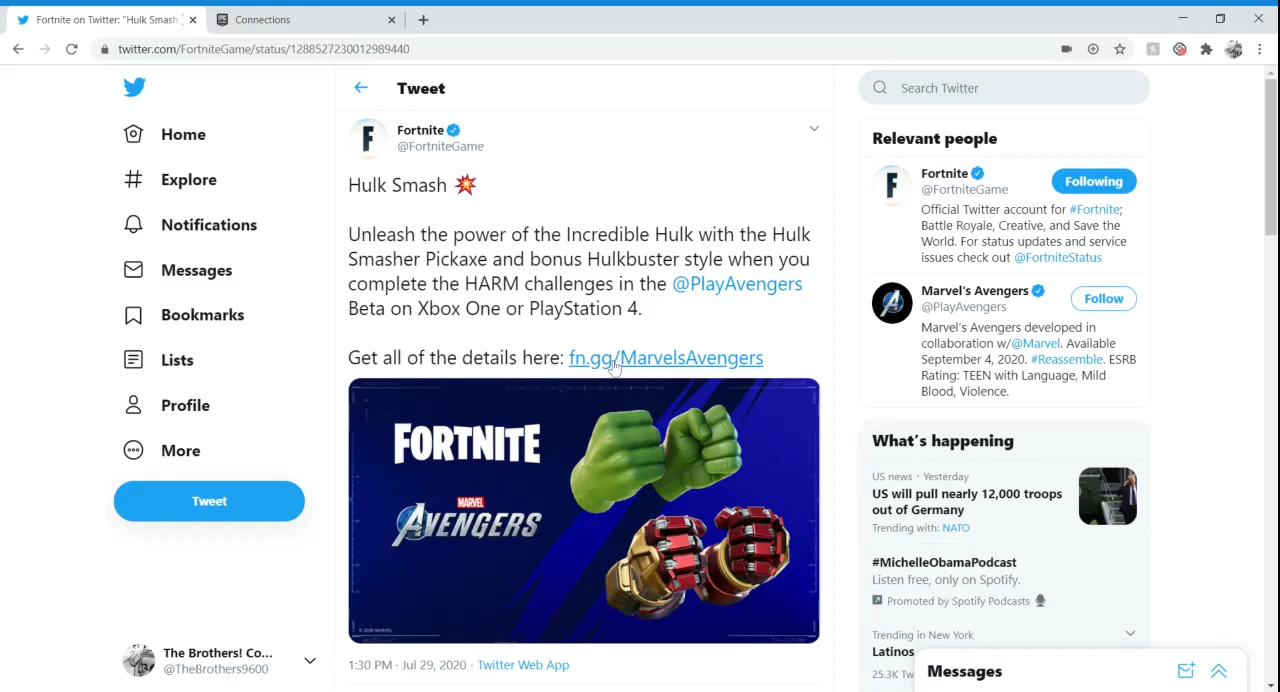 Fortnite on Twitter: "Hulk Smash
Connections
twitter.com/FortniteGame/status/1288527230012989440
Home
Explore
Notifications
Messages
Bookmarks
Lists
Profile
More
Tweet
The Brothers! Co...
@TheBrothers9600
Tweet
Fortnite
@FortniteGame
Hulk Smash 💥
Unleash the power of the Incredible Hulk with the Hulk
Smasher Pickaxe and bonus Hulkbuster style when you
complete the HARM challenges in the @PlayAvengers
Beta on Xbox One or PlayStation 4.
Get all of the details here: fn.gg/MarvelsAvengers
FORTNITE
MARVEL
AVENGERS
© 2020 MARVEL
1:30 PM · Jul 29, 2020 · Twitter Web App
Search Twitter
Relevant people
Fortnite
@FortniteGame
Following
Official Twitter account for #Fortnite;
Battle Royale, Creative, and Save the
World. For status updates and service
issues check out @FortniteStatus
Marvel's Avengers
@PlayAvengers
Follow
Marvel's Avengers developed in
collaboration w/@Marvel. Available
September 4, 2020. #Reassemble. ESRB
Rating: TEEN with Language, Mild
Blood, Violence.
What's happening
US news · Yesterday
US will pull nearly 12,000 troops
out of Germany
Trending with: NATO
#MichelleObamaPodcast
Listen free, only on Spotify.
Promoted by Spotify Podcasts
Trending in New York
Latinos
25.3K Tw
Messages